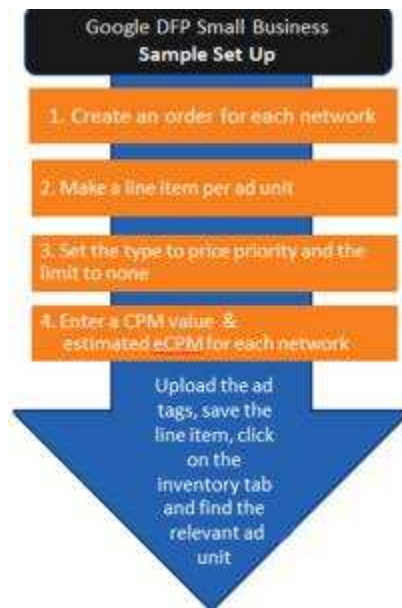 Google DFP Small Business
Sample Set Up
1. Create an order for each network
2. Make a line item per ad unit
3. Set the type to price priority and the
limit to none
4. Enter a CPM value &
estimated eCPM for each network
Upload the ad
tags, save the
line item, click
on the
inventory tab
and find the
relevant ad
unit